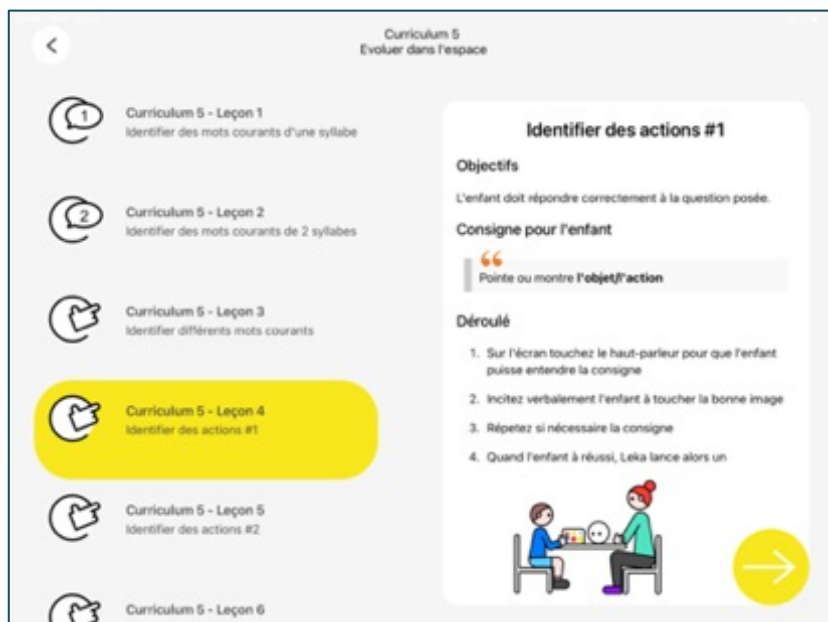 Curriculum 5
Evoluer dans l'espace
1
Curriculum 5 - Leçon 1
Identifier des mots courants d'une syllabe
2
Curriculum 5 - Leçon 2
Identifier des mots courants de 2 syllabes
Curriculum 5 - Leçon 3
Identifier différents mots courants
Curriculum 5 - Leçon 4
Identifier des actions #1
Curriculum 5 - Leçon 5
Identifier des actions #2
Curriculum 5 - Leçon 6
Identifier des actions #1
Objectifs
L'enfant doit répondre correctement à la question posée.
Consigne pour l'enfant
“
Pointe ou montre l'objet/l'action
Déroulé
1. Sur l'écran touchez le haut-parleur pour que l'enfant
puisse entendre la consigne
2. Incitez verbalement l'enfant à toucher la bonne image
3. Répetez si nécessaire la consigne
4. Quand l'enfant à réussi, Leka lance alors un